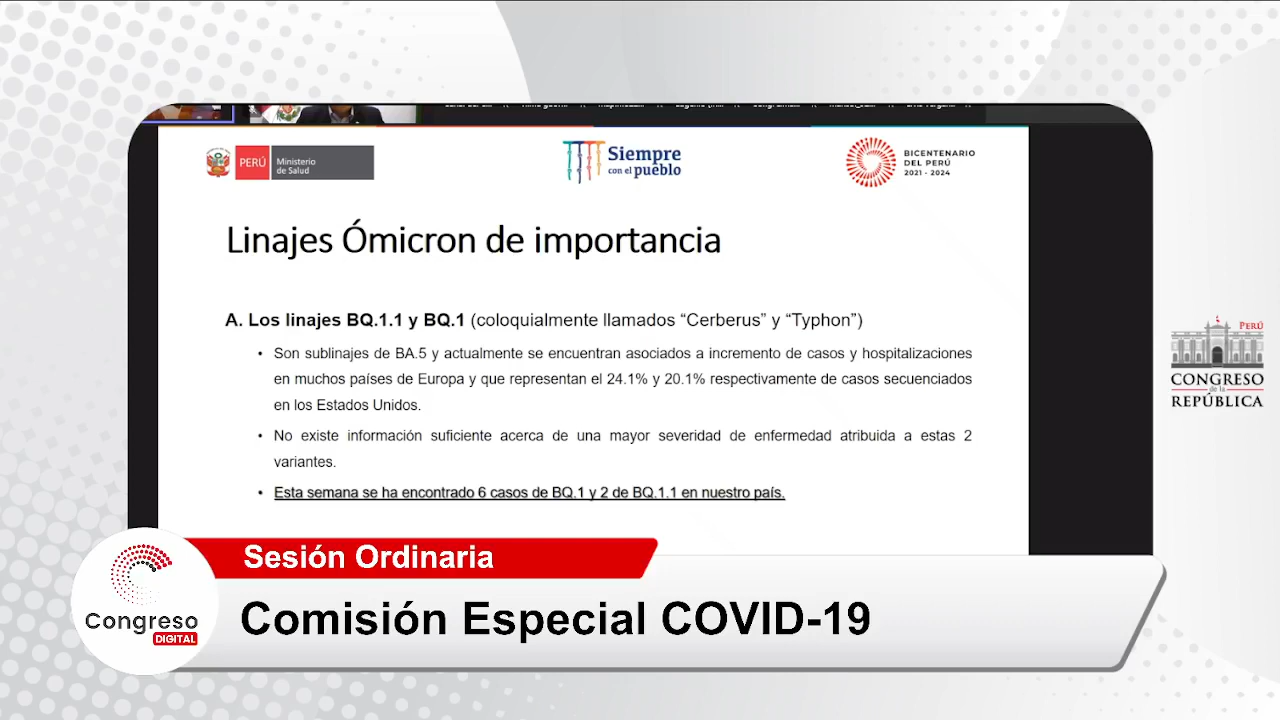 PERÚ
Ministerio
de Salud
Siempre
con el pueblo
BICENTENARIO
DEL PERÚ
2021 - 2024
Linajes Ómicron de importancia
A. Los linajes BQ.1.1 y BQ.1 (coloquialmente llamados “Cerberus” y “Typhon”)
• Son sublinajes de BA.5 y actualmente se encuentran asociados a incremento de casos y hospitalizaciones
en muchos países de Europa y que representan el 24.1% y 20.1% respectivamente de casos secuenciados
en los Estados Unidos.
• No existe información suficiente acerca de una mayor severidad de enfermedad atribuida a estas 2
variantes.
• Esta semana se ha encontrado 6 casos de BQ.1 y 2 de BQ.1.1 en nuestro país.
PERÚ
CONGRESO
de la
REPÚBLICA
Sesión Ordinaria
Comisión Especial COVID-19
Congreso
DIGITAL